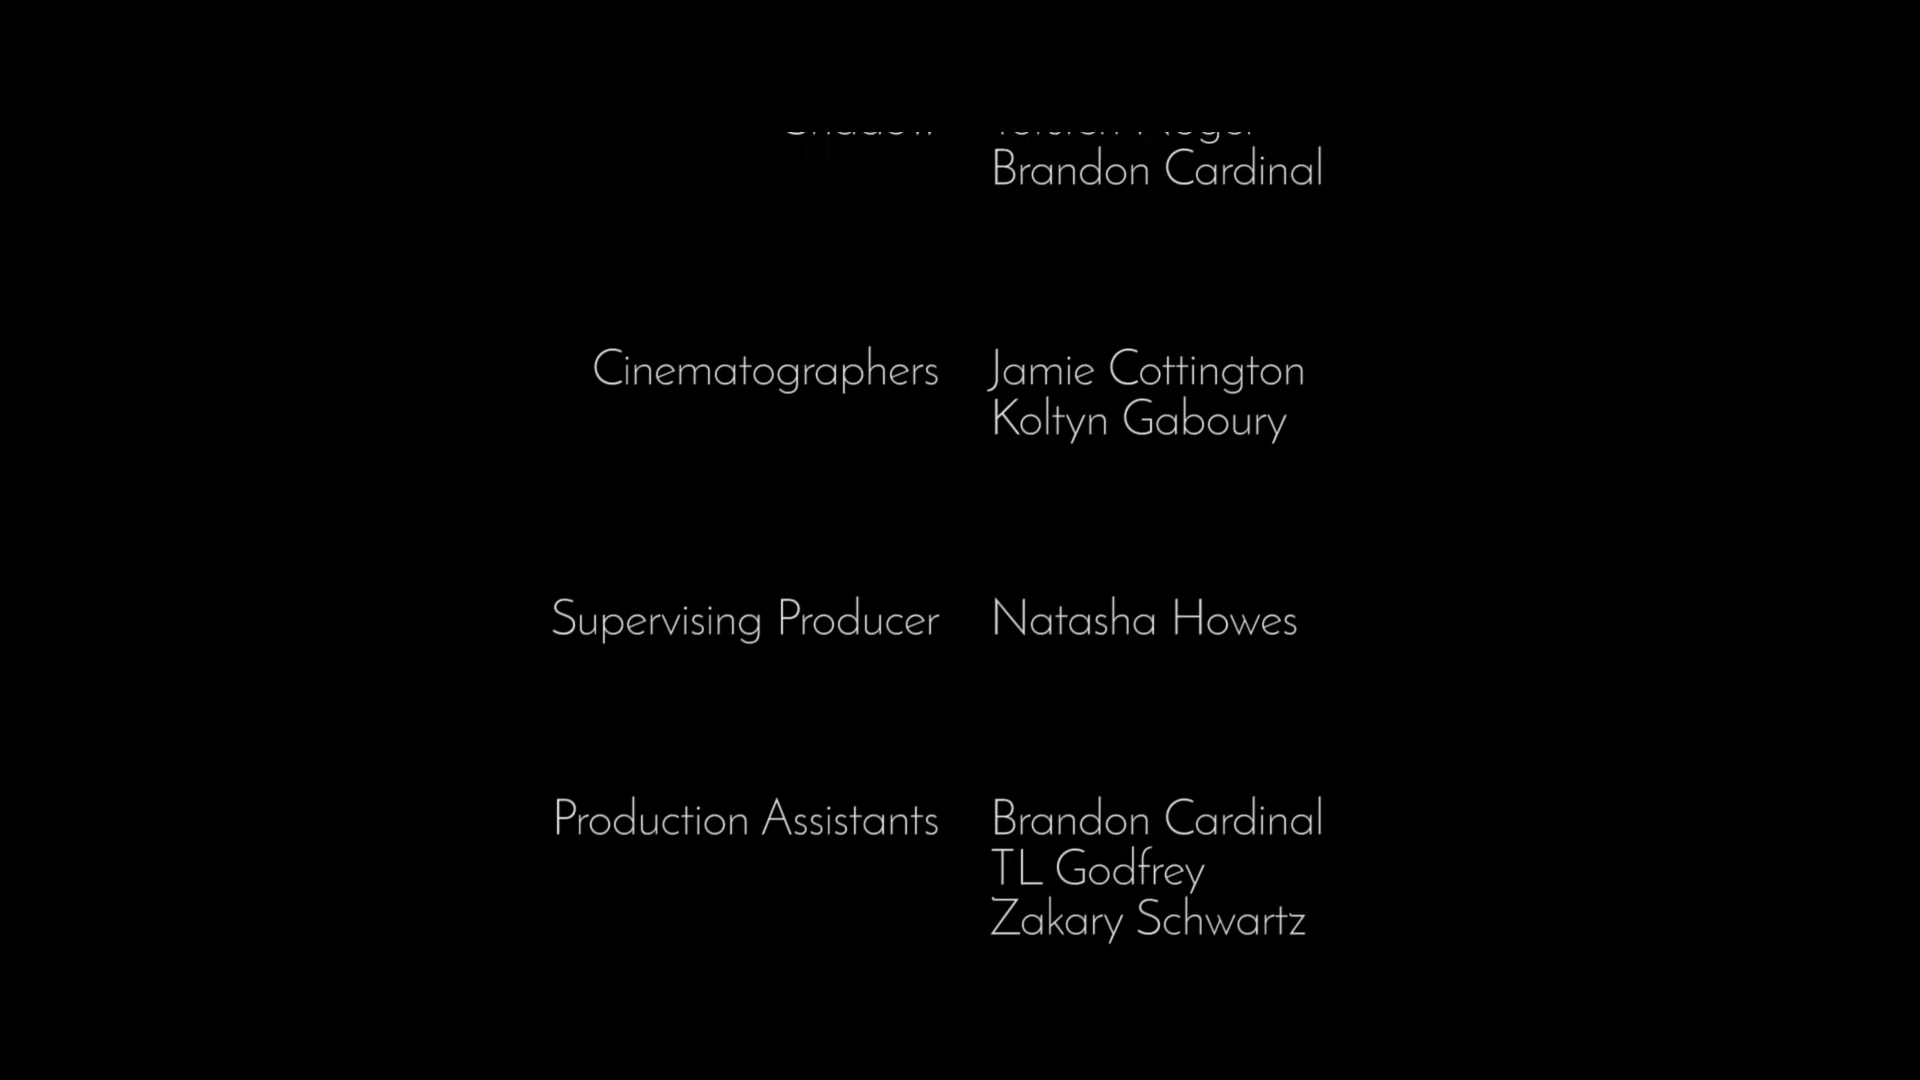 Shadow
Brandon Cardinal
Cinematographers Jamie Cottington
Koltyn Gaboury
Supervising Producer Natasha Howes
Production Assistants Brandon Cardinal
TL Godfrey
Zakary Schwartz